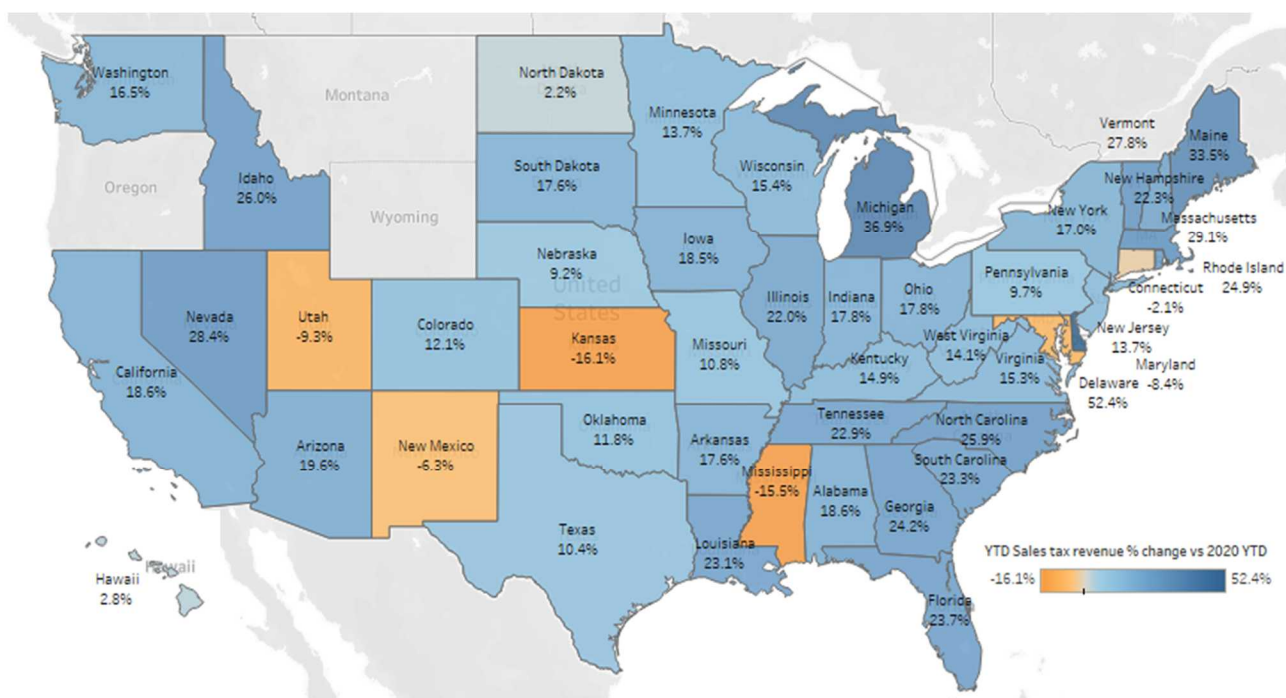 Washington
16.5%
Montana
North Dakota
2.2%
Minnesota
13.7%
Vermont
27.8%
Maine
33.5%
Oregon
Idaho
26.0%
Wyoming
South Dakota
17.6%
Wisconsin
15.4%
Michigan
36.9%
New Hampshire
22.3%
New York
17.0%
Massachusetts
29.1%
Nebraska
9.2%
Iowa
18.5%
Pennsylvania
9.7%
Rhode Island
24.9%
Connecticut
-2.1%
United
States
Nevada
28.4%
Utah
-9.3%
Colorado
12.1%
Kansas
-16.1%
Illinois
22.0%
Indiana
17.8%
Ohio
17.8%
New Jersey
13.7%
Missouri
10.8%
West Virginia
14.1%
Virginia
15.3%
Maryland
-8.4%
California
18.6%
Kentucky
14.9%
Delaware
52.4%
Arizona
19.6%
New Mexico
-6.3%
Oklahoma
11.8%
Arkansas
17.6%
Tennessee
22.9%
North Carolina
25.9%
South Carolina
23.3%
Mississippi
-15.5%
Alabama
18.6%
Georgia
24.2%
Texas
10.4%
Louisiana
23.1%
YTD Sales tax revenue % change vs 2020 YTD
-16.1% 52.4%
Hawaii
Hawaii
2.8%
Florida
23.7%